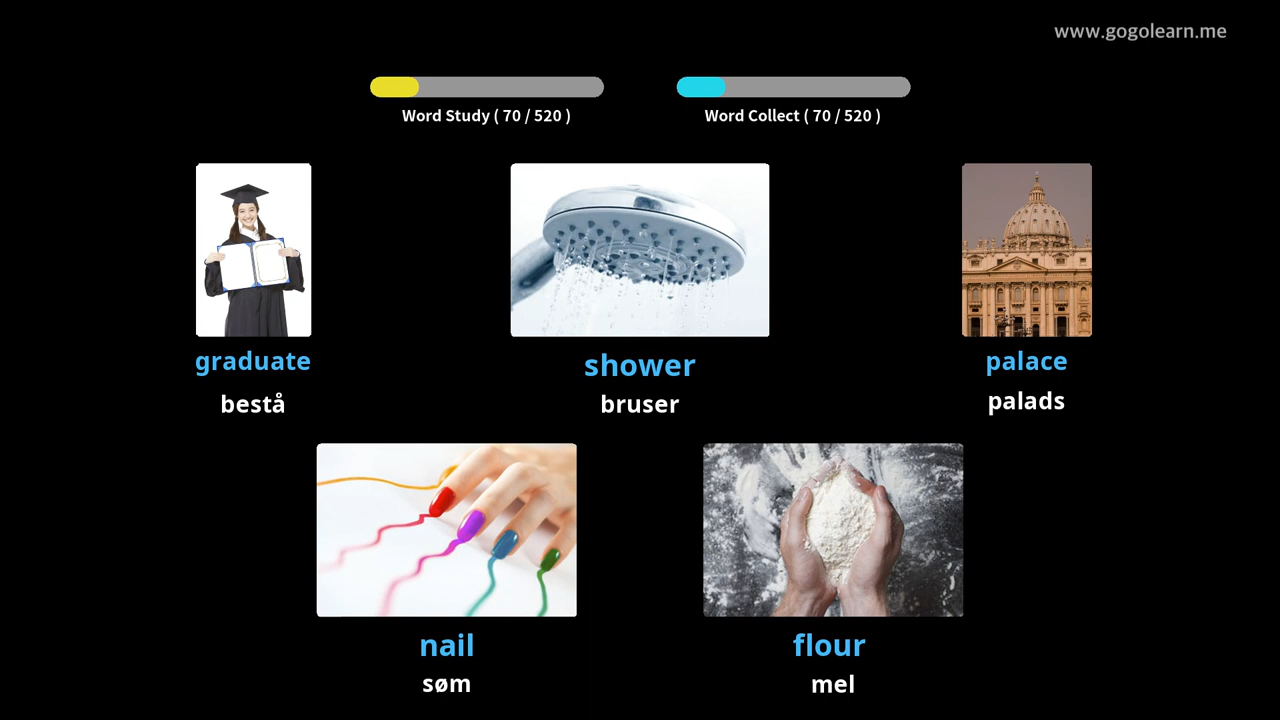 www.gogolearn.me
Word Study ( 70 / 520 )
Word Collect ( 70 / 520 )
graduate
bestå
shower
bruser
palace
palads
nail
søm
flour
mel